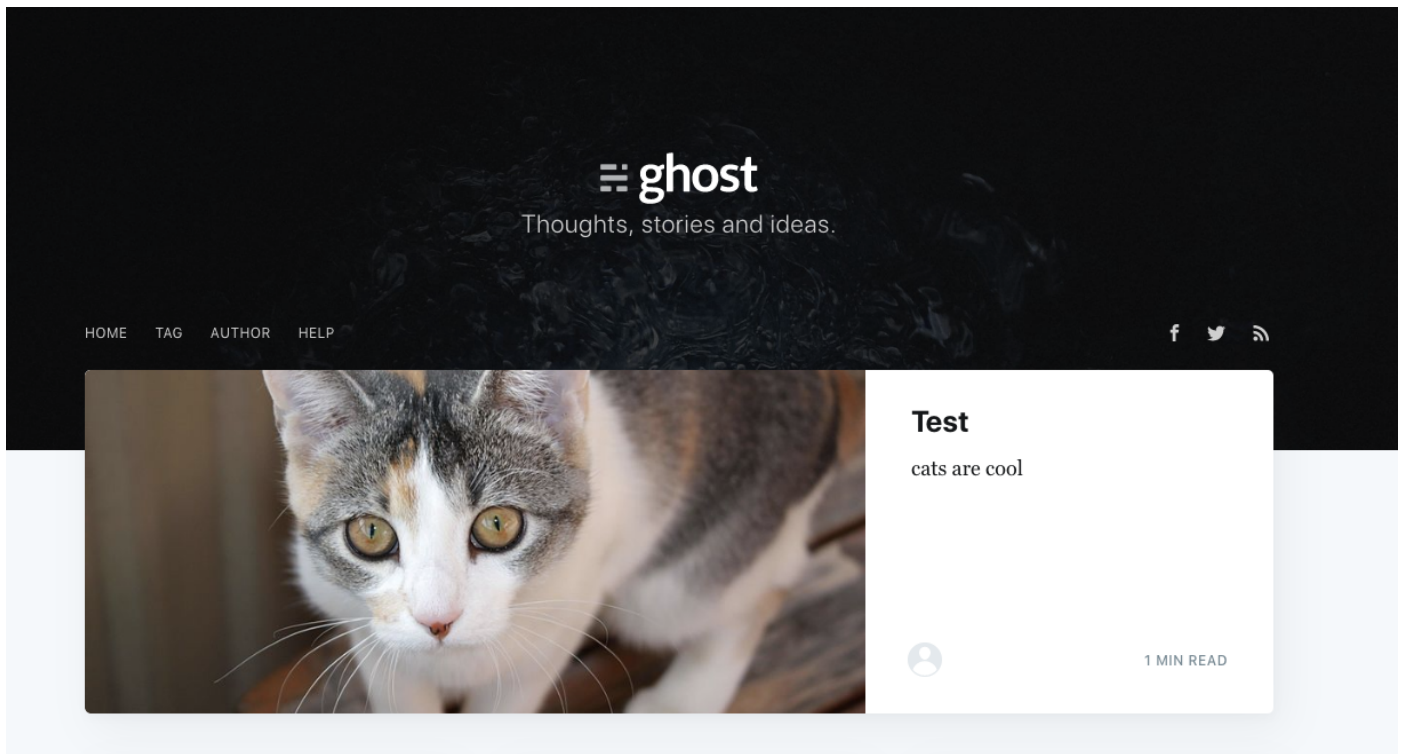 ghost
Thoughts, stories and ideas.
HOME TAG AUTHOR HELP
Test
cats are cool
1 MIN READ